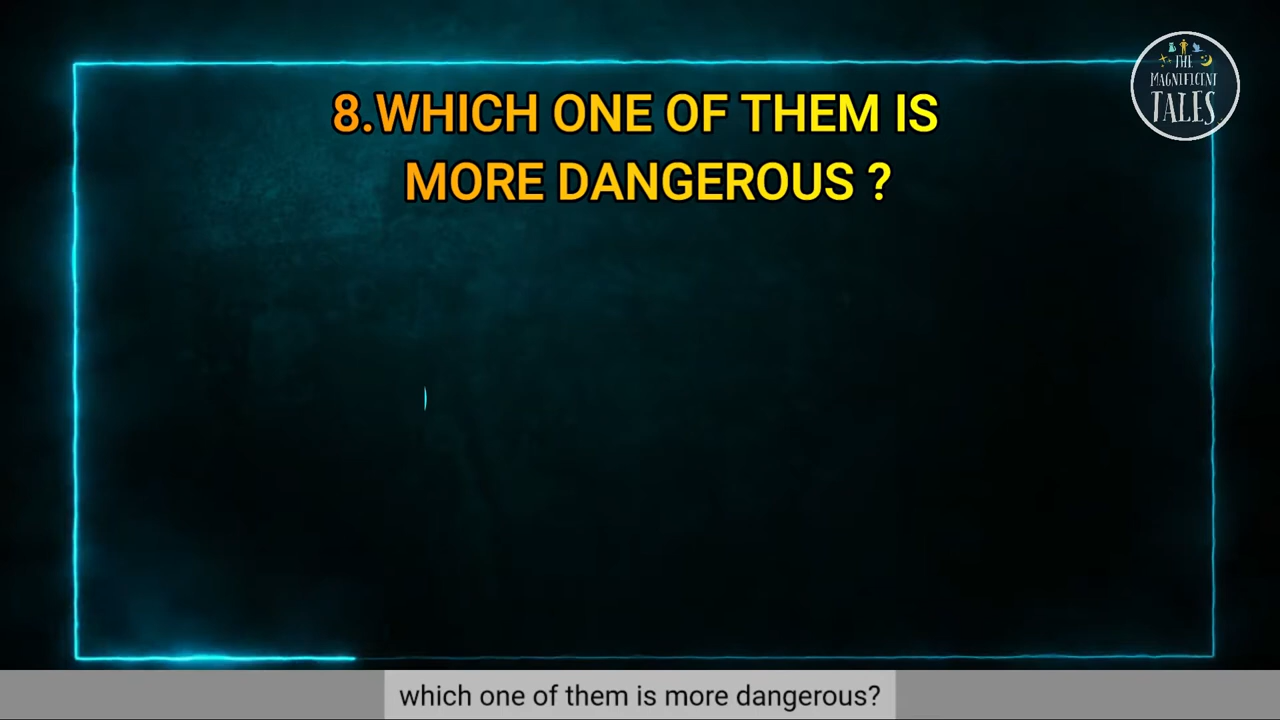 THE
MAGNIFICENT
TALES
8.WHICH ONE OF THEM IS
MORE DANGEROUS ?
which one of them is more dangerous?